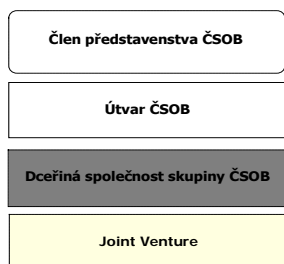 Člen představenstva ČSOB
Útvar ČSOB
Dceřiná společnost skupiny ČSOB
Joint Venture